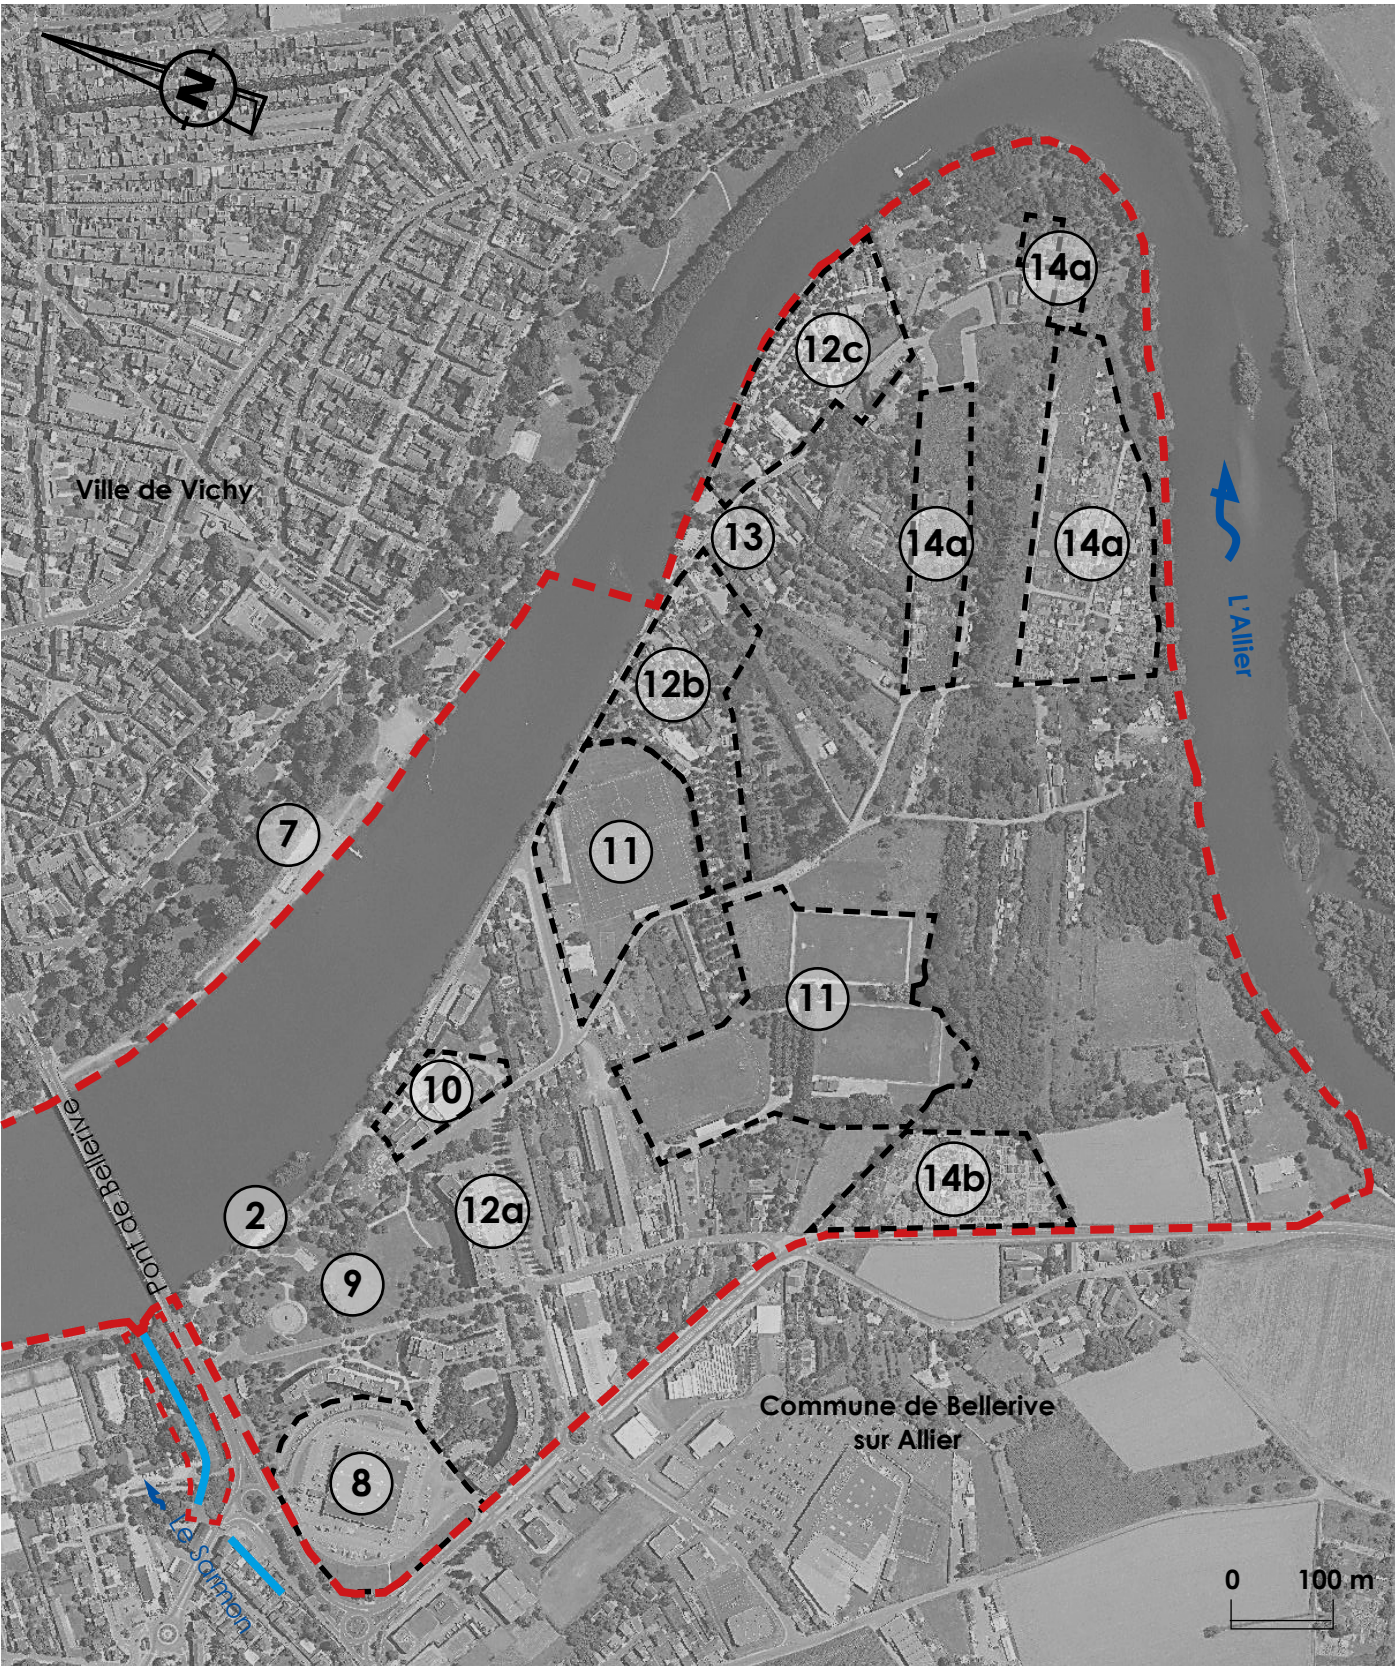 N
14a
12c
Ville de Vichy
13
14a
14a
L'Allier
12b
7
11
11
10
Pont de Bellerive
14b
2
12a
9
Commune de Bellerive
sur Allier
8
Le Sarmon
0 100 m